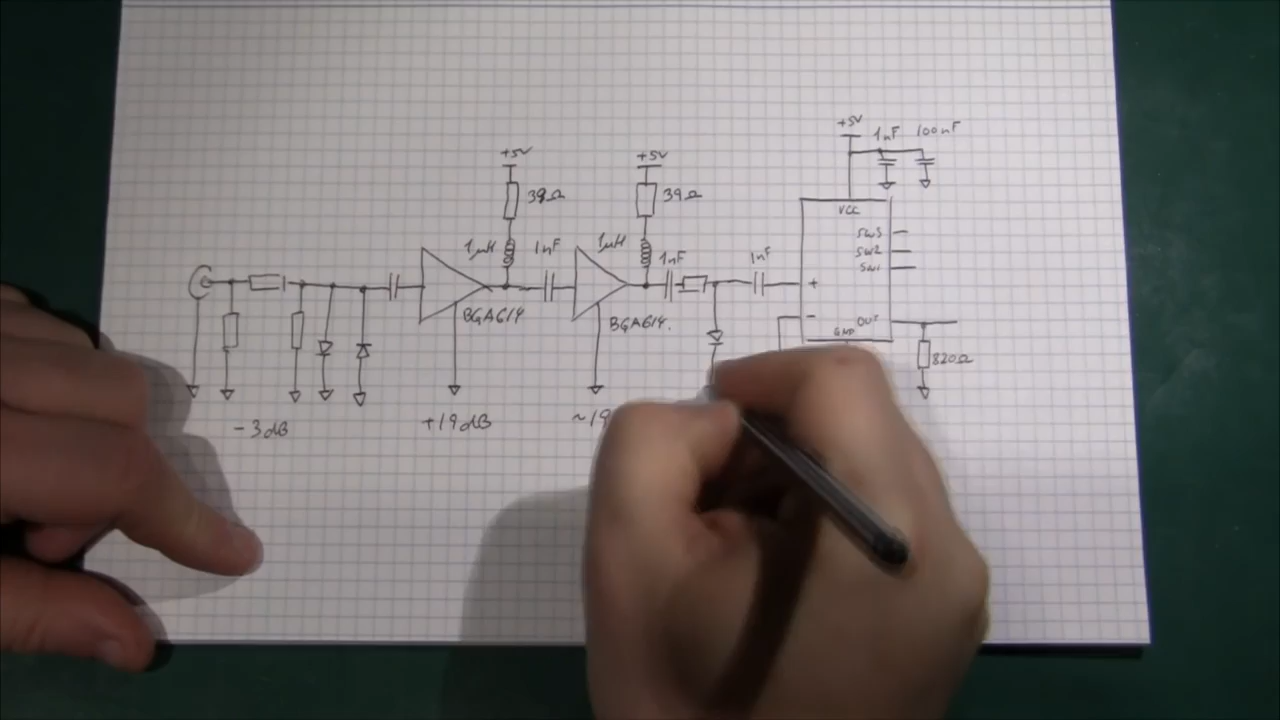 +5V
+5V
+5V
1nF
100nF
39Ω
39Ω
1μH
1nF
1μH
1nF
1nF
VCC
SW3
SW2
SW1
+
-
OUT
GND
BGA614
BGA614.
820Ω
-3dB
+19dB
~19